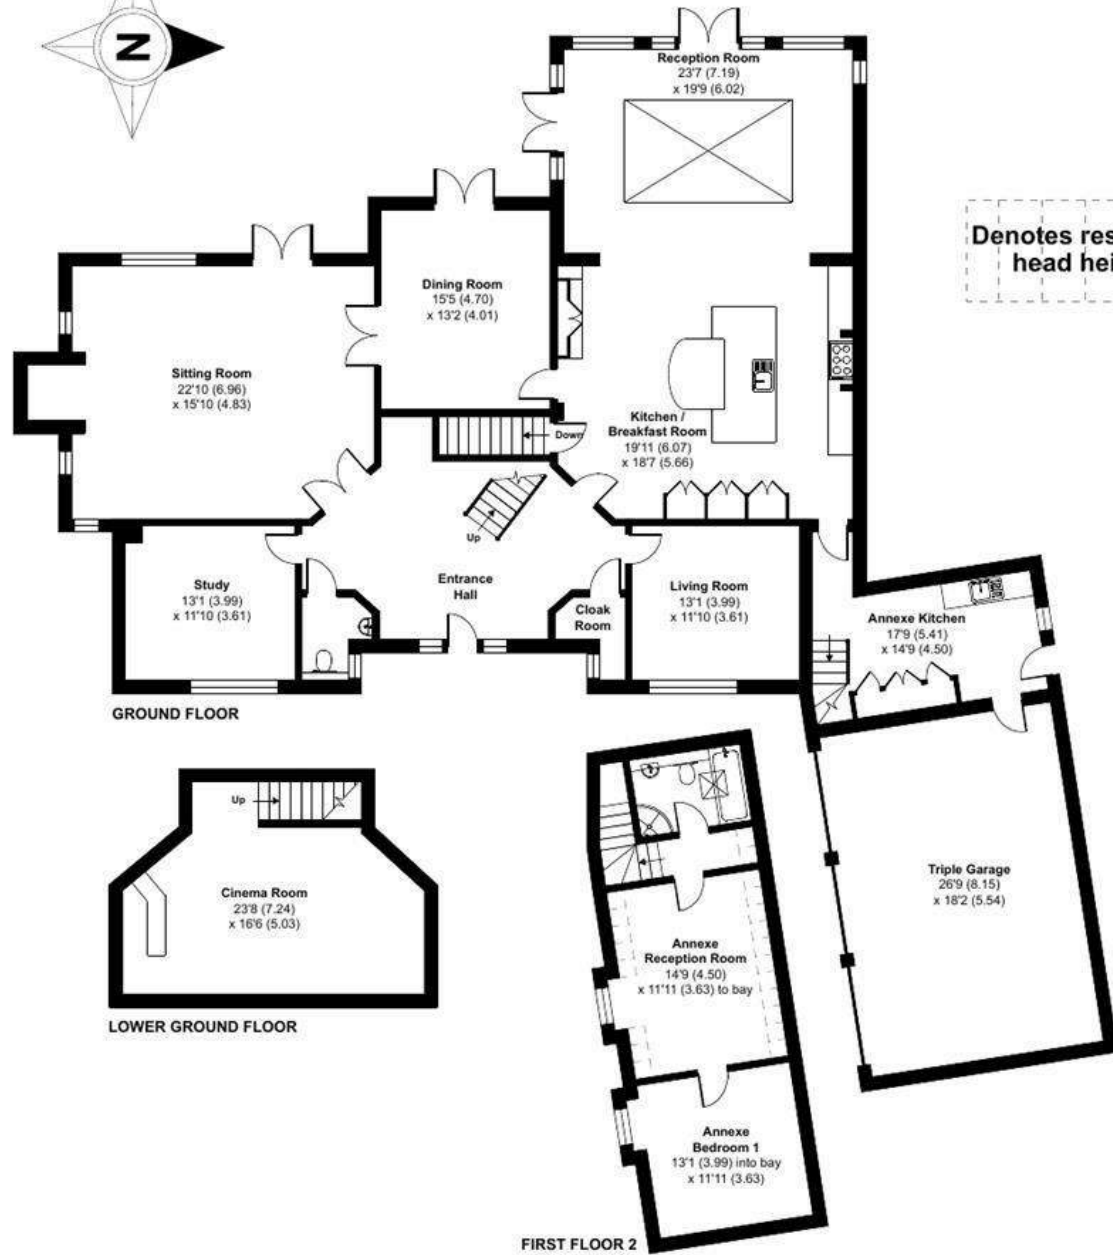 N
Reception Room
23'7 (7.19)
x 19'9 (6.02)
Denotes
head
Dining Room
15'5 (4.70)
x 13'2 (4.01)
Sitting Room
22'10 (6.96)
x 15'10 (4.83)
Kitchen /
Breakfast Room
19'11 (6.07)
x 18'7 (5.66)
Down
Up
Study
13'1 (3.99)
x 11'10 (3.61)
Entrance
Hall
Cloak
Room
Living Room
13'1 (3.99)
x 11'10 (3.61)
Annexe Kitchen
17'9 (5.41)
x 14'9 (4.50)
GROUND FLOOR
Up
Cinema Room
23'8 (7.24)
x 16'6 (5.03)
LOWER GROUND FLOOR
Triple Garage
26'9 (8.15)
x 18'2 (5.54)
Annexe
Reception Room
14'9 (4.50)
x 11'11 (3.63) to bay
Annexe
Bedroom 1
13'1 (3.99) into bay
x 11'11 (3.63)
FIRST FLOOR 2